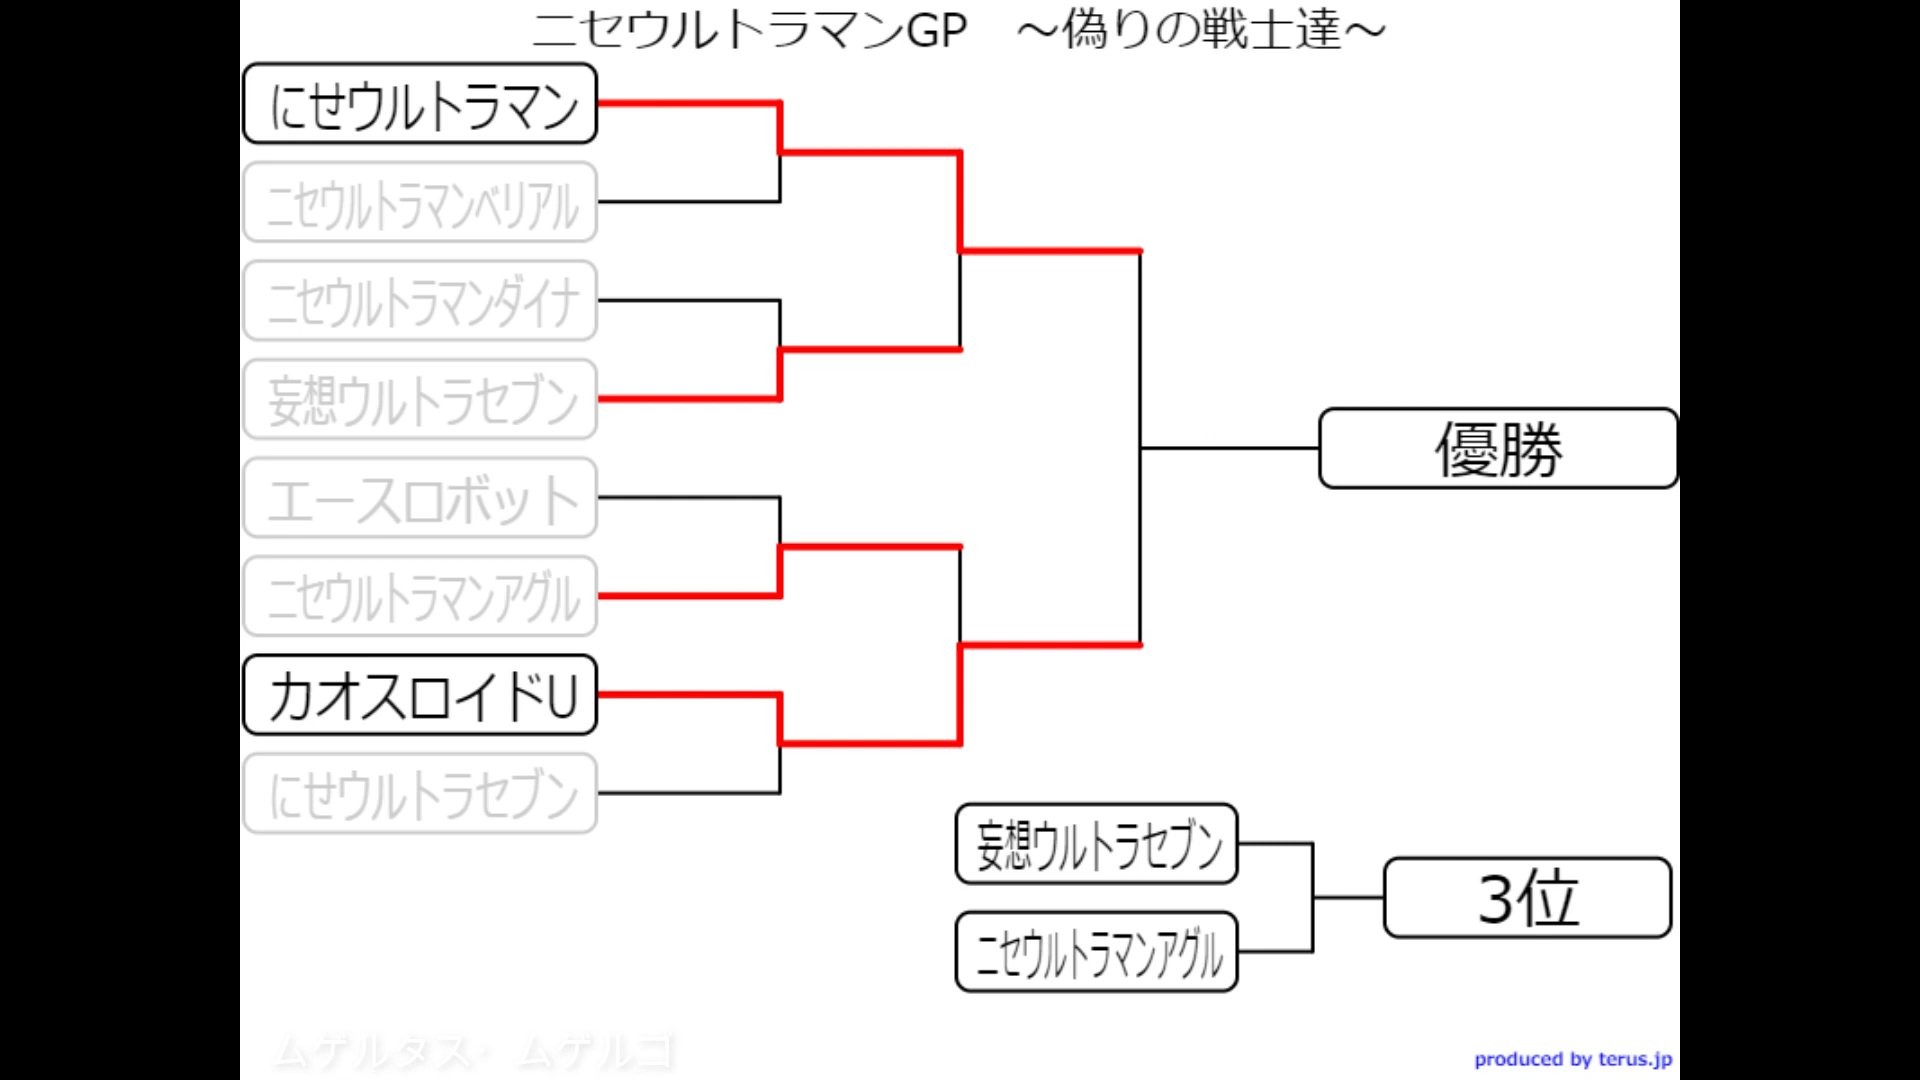 ニセウルトラマンGP　～偽りの戦士達～
にせウルトラマン
ニセウルトラマンベリアル
ニセウルトラマンダイナ
妄想ウルトラセブン
エースロボット
ニセウルトラマンアグル
カオスロイドU
にせウルトラセブン
優勝
妄想ウルトラセブン
ニセウルトラマンアグル
3位
ムゲルタス・ ムゲルゴ
produced by terus.jp